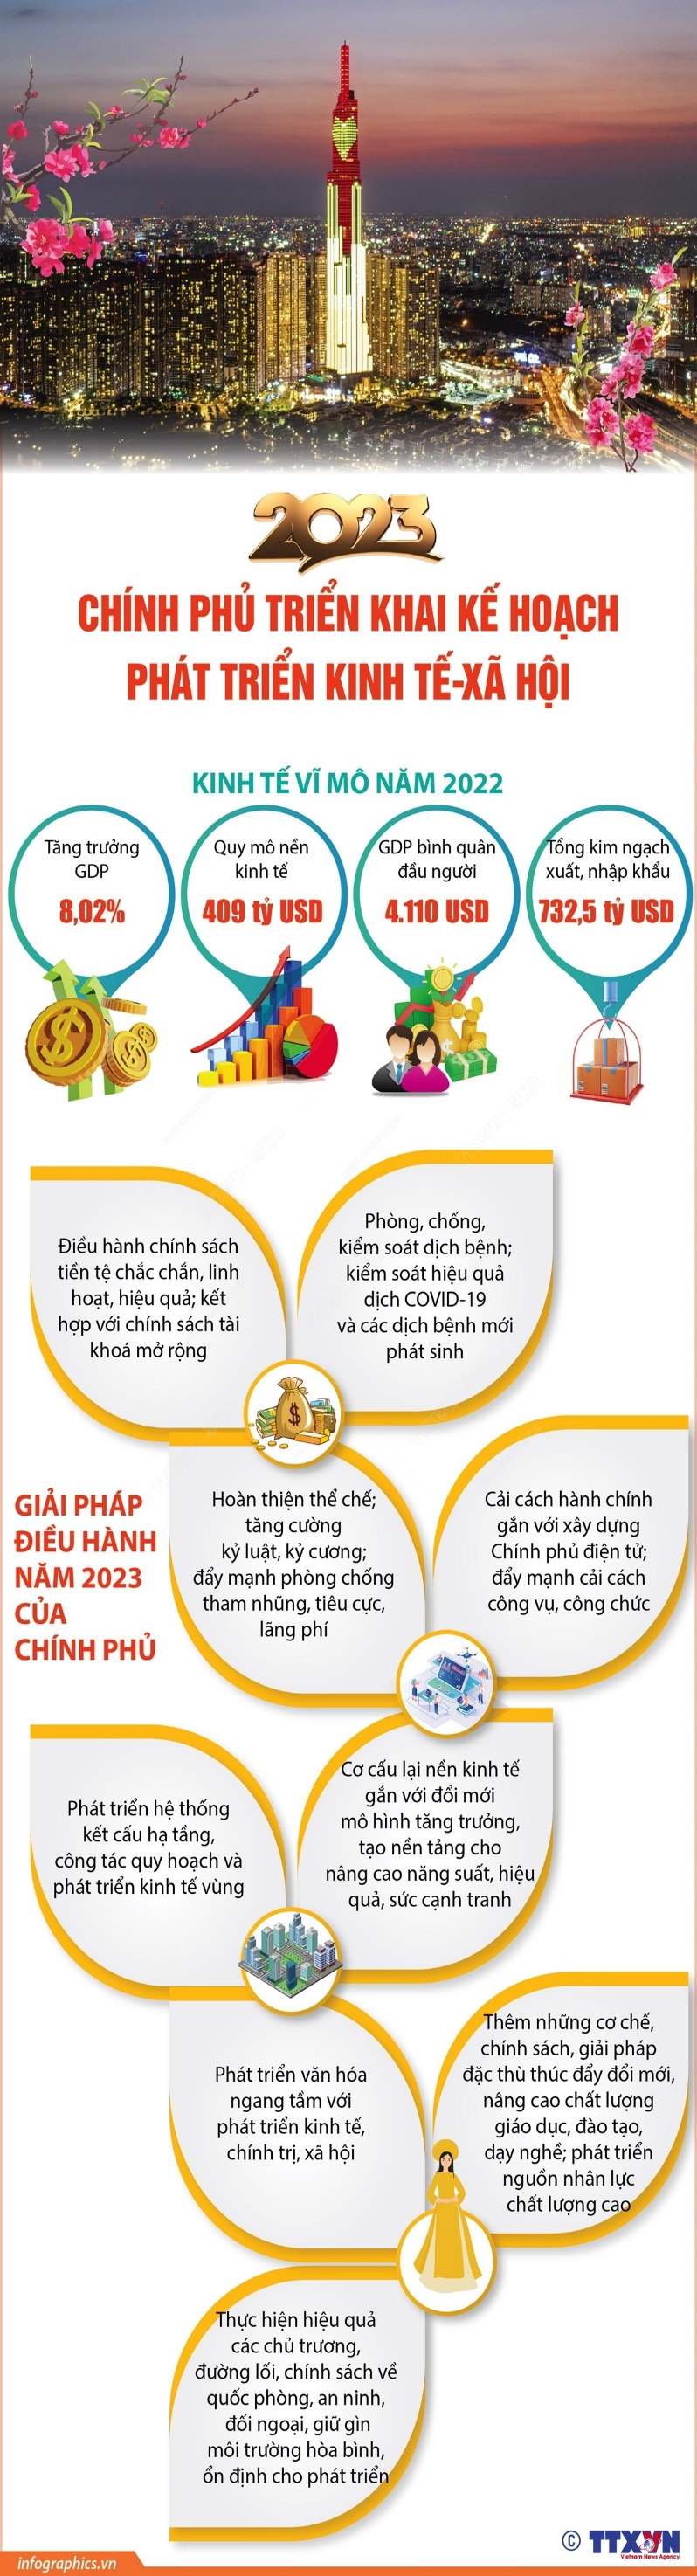 2023
CHÍNH PHỦ TRIỂN KHAI KẾ HOẠCH
PHÁT TRIỂN KINH TẾ-XÃ HỘI
KINH TẾ VĨ MÔ NĂM 2022
Tăng trưởng
GDP
8,02%
Quy mô nền
kinh tế
409 tỷ USD
GDP bình quân
đầu người
4.110 USD
Tổng kim ngạch
xuất, nhập khẩu
732,5 tỷ USD
GIẢI PHÁP
ĐIỀU HÀNH
NĂM 2023
CỦA
CHÍNH PHỦ
Điều hành chính sách
tiền tệ chắc chắn, linh
hoạt, hiệu quả; kết
hợp với chính sách tài
khoá mở rộng
Phòng, chống,
kiểm soát dịch bệnh;
kiểm soát hiệu quả
dịch COVID-19
và các dịch bệnh mới
phát sinh
Hoàn thiện thể chế;
tăng cường
kỷ luật, kỷ cương;
đẩy mạnh phòng chống
tham nhũng, tiêu cực,
lãng phí
Cải cách hành chính
gắn với xây dựng
Chính phủ điện tử;
đẩy mạnh cải cách
công vụ, công chức
Phát triển hệ thống
kết cấu hạ tầng,
công tác quy hoạch và
phát triển kinh tế vùng
Cơ cấu lại nền kinh tế
gắn với đổi mới
mô hình tăng trưởng,
tạo nền tảng cho
nâng cao năng suất, hiệu
quả, sức cạnh tranh
Phát triển văn hóa
ngang tầm với
phát triển kinh tế,
chính trị, xã hội
Thêm những cơ chế,
chính sách, giải pháp
đặc thù thúc đẩy đổi mới,
nâng cao chất lượng
giáo dục, đào tạo,
dạy nghề; phát triển
nguồn nhân lực
chất lượng cao
Thực hiện hiệu quả
các chủ trương,
đường lối, chính sách về
quốc phòng, an ninh,
đối ngoại, giữ gìn
môi trường hòa bình,
ổn định cho phát triển
© TTXVN
Vietnam News Agency
infographics.vn